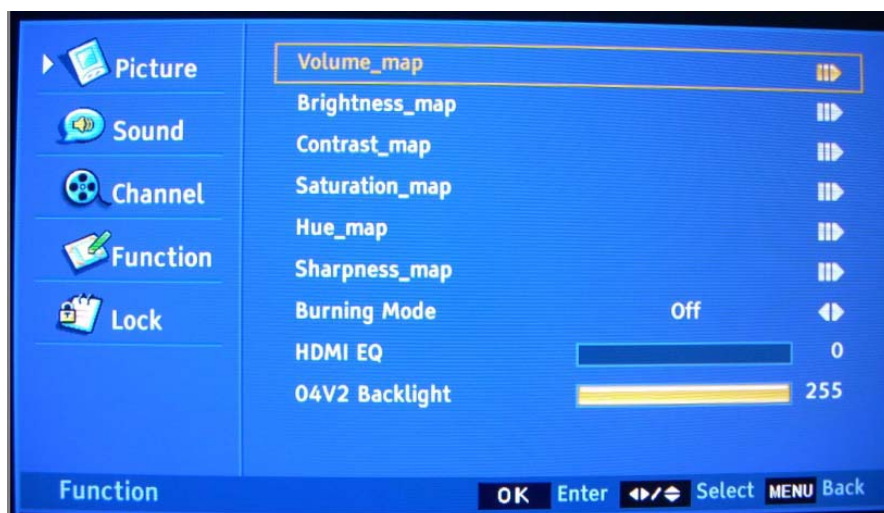 Picture
Sound
Channel
Function
Lock
Volume_map
Brightness_map
Contrast_map
Saturation_map
Hue_map
Sharpness_map
Burning Mode Off
HDMI EQ 0
04V2 Backlight 255
Function OK Enter Select MENU Back